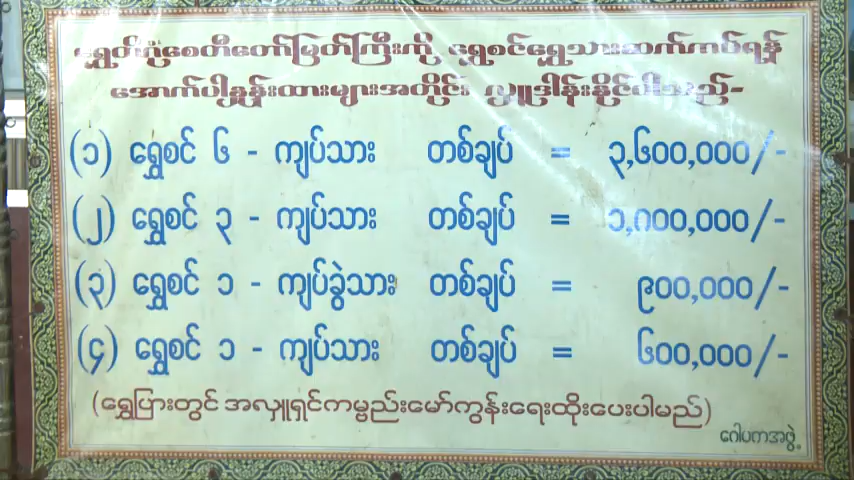 ရွှေတိဂုံစေတီတော်မြတ်ကြီးကို ရွှေစင်ရွှေသားဆက်ကပ်ရန်
အောက်ပါနှုန်းထားများအတိုင်း လှူဒါန်းနိုင်ပါသည်-
(၁) ရွှေစင် ၆ - ကျပ်သား တစ်ချပ် = ၃,၆၀၀,၀၀၀/-
(၂) ရွှေစင် ၃ - ကျပ်သား တစ်ချပ် = ၁,၈၀၀,၀၀၀/-
(၃) ရွှေစင် ၁ - ကျပ်ခွဲသား တစ်ချပ် = ၉၀၀,၀၀၀/-
(၄) ရွှေစင် ၁ - ကျပ်သား တစ်ချပ် = ၆၀၀,၀၀၀/-
(ရွှေပြားတွင် အလှူရှင်ကမ္ဗည်းမော်ကွန်းရေးထိုးပေးပါမည်)
ဂေါပကအဖွဲ့